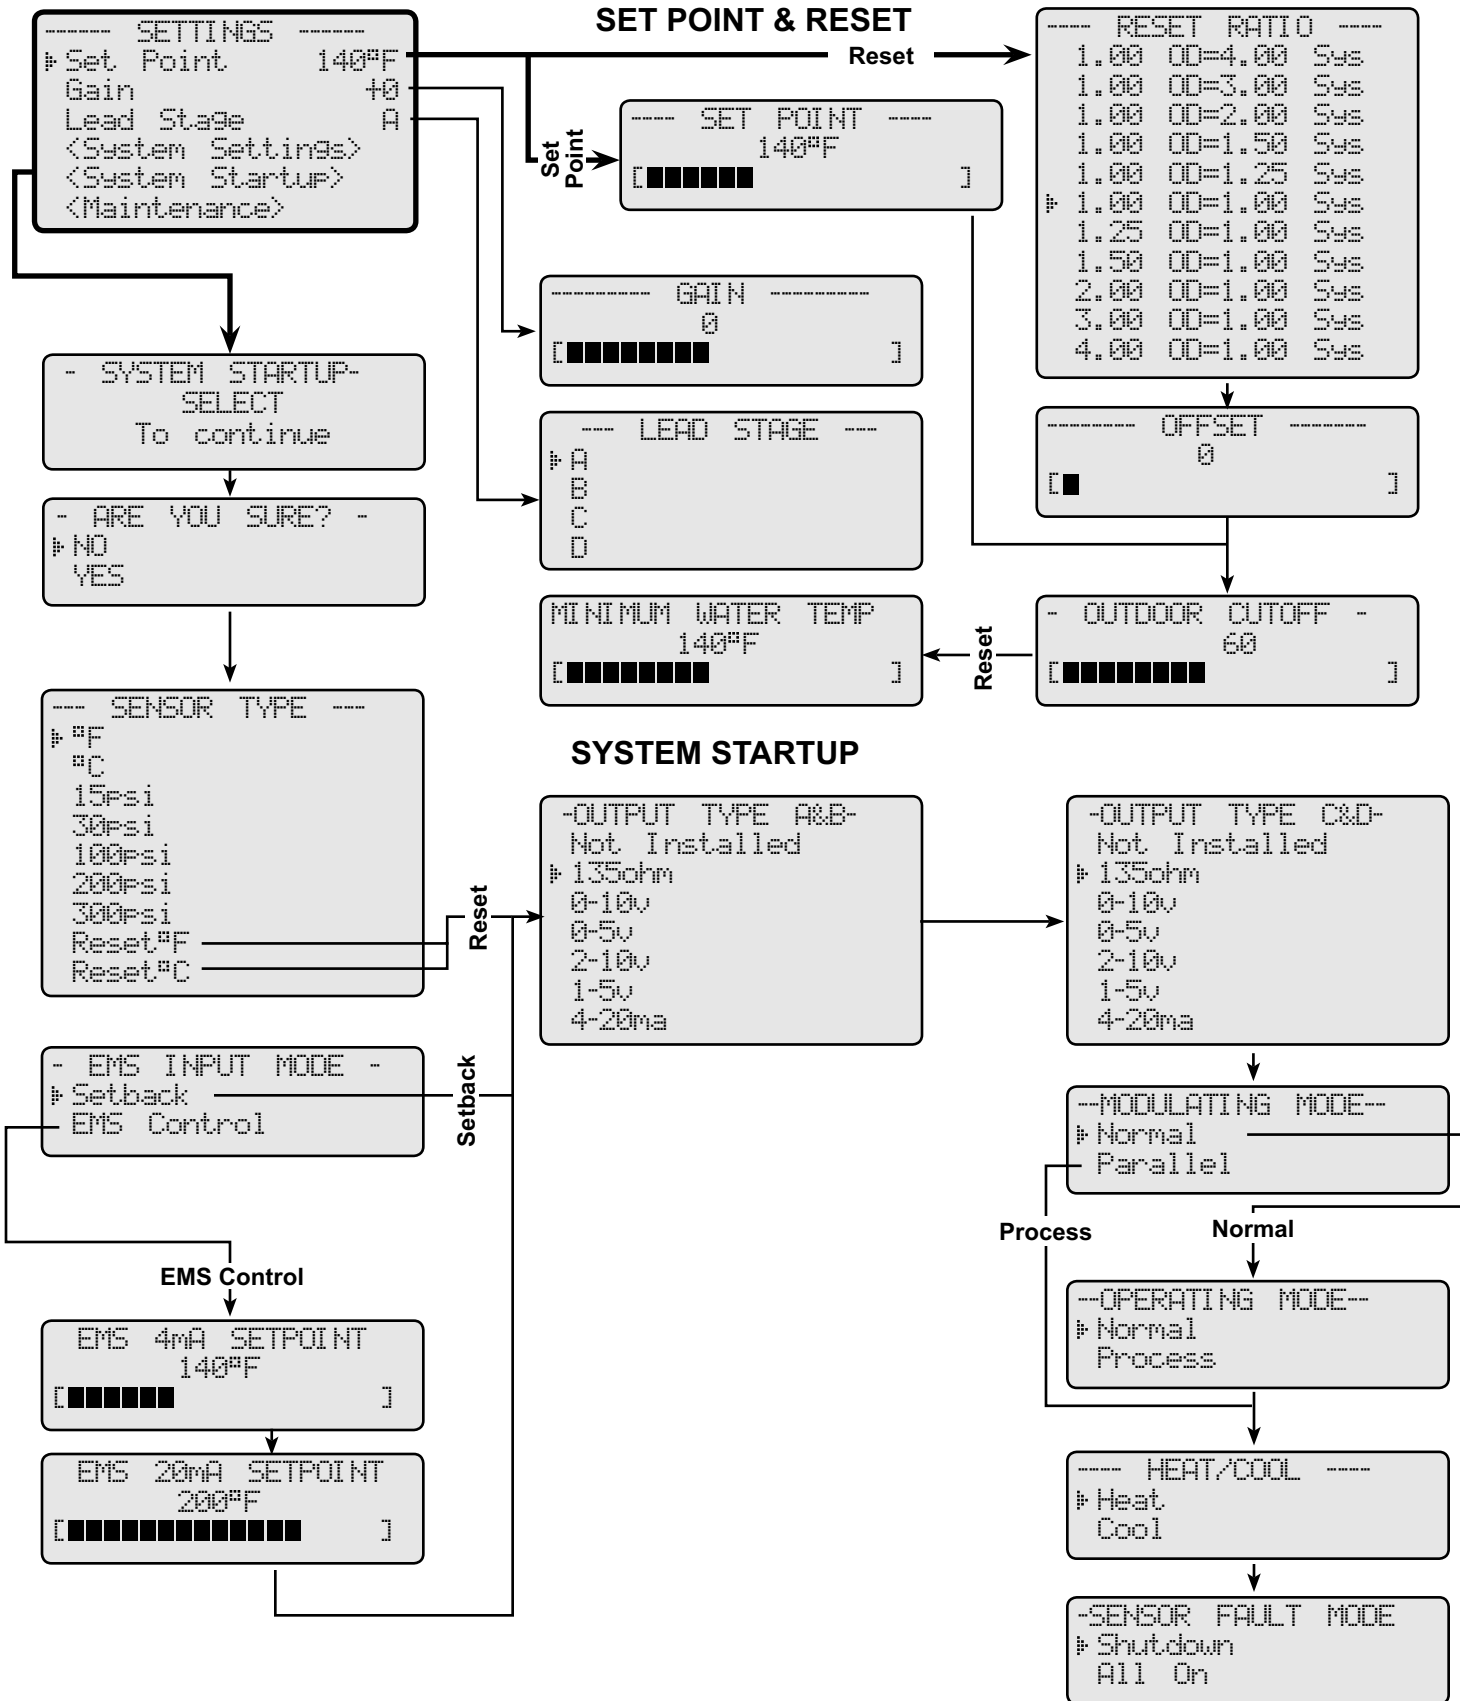 SET POINT & RESET
------ SETTINGS ------
Set Point 140°F
Gain +0
Lead Stage A
<System Settings>
<System Startup>
<Maintenance>
Reset
Set Point
---- SET POINT ----
140°F
[ ]
---- RESET RATIO ----
1.00 OD=4.00 Sys
1.00 OD=3.00 Sys
1.00 OD=2.00 Sys
1.00 OD=1.50 Sys
1.00 OD=1.25 Sys
1.00 OD=1.00 Sys
1.25 OD=1.00 Sys
1.50 OD=1.00 Sys
2.00 OD=1.00 Sys
3.00 OD=1.00 Sys
4.00 OD=1.00 Sys
--------- GAIN ---------
0
[ ]
--- LEAD STAGE ---
A
B
C
D
------- OFFSET -------
0
[ ]
- OUTDOOR CUTOFF -
60
[ ]
Reset
MINIMUM WATER TEMP
140°F
[ ]
- SYSTEM STARTUP-
SELECT
To continue
- ARE YOU SURE? -
NO
YES
SYSTEM STARTUP
--- SENSOR TYPE ---
°F
°C
15psi
30psi
100psi
200psi
300psi
Reset°F
Reset°C
Reset
- EMS INPUT MODE -
Setback
EMS Control
Setback
EMS Control
EMS 4mA SETPOINT
140°F
[ ]
EMS 20mA SETPOINT
200°F
[ ]
-OUTPUT TYPE A&B-
Not Installed
135ohm
0-10v
0-5v
2-10v
1-5v
4-20ma
-OUTPUT TYPE C&D-
Not Installed
135ohm
0-10v
0-5v
2-10v
1-5v
4-20ma
--MODULATING MODE--
Normal
Parallel
Process
Normal
--OPERATING MODE--
Normal
Process
---- HEAT/COOL ----
Heat
Cool
-SENSOR FAULT MODE
Shutdown
All On